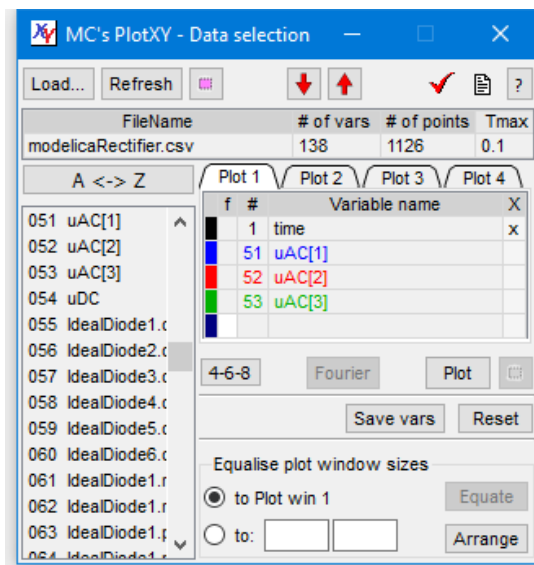 MC's PlotXY - Data selection
Load... Refresh ?
FileName # of vars # of points Tmax
modelicaRectifier.csv 138 1126 0.1
A <-> Z
051 uAC[1]
052 uAC[2]
053 uAC[3]
054 uDC
055 IdealDiode1.
056 IdealDiode2.
057 IdealDiode3.
058 IdealDiode4.
059 IdealDiode5.
060 IdealDiode6.
061 IdealDiode1.
062 IdealDiode1.
063 IdealDiode1.
Plot 1 Plot 2 Plot 3 Plot 4
f # Variable name X
1 time x
51 uAC[1]
52 uAC[2]
53 uAC[3]
4-6-8 Fourier Plot
Save vars Reset
Equalise plot window sizes
to Plot win 1 Equate
to: Arrange